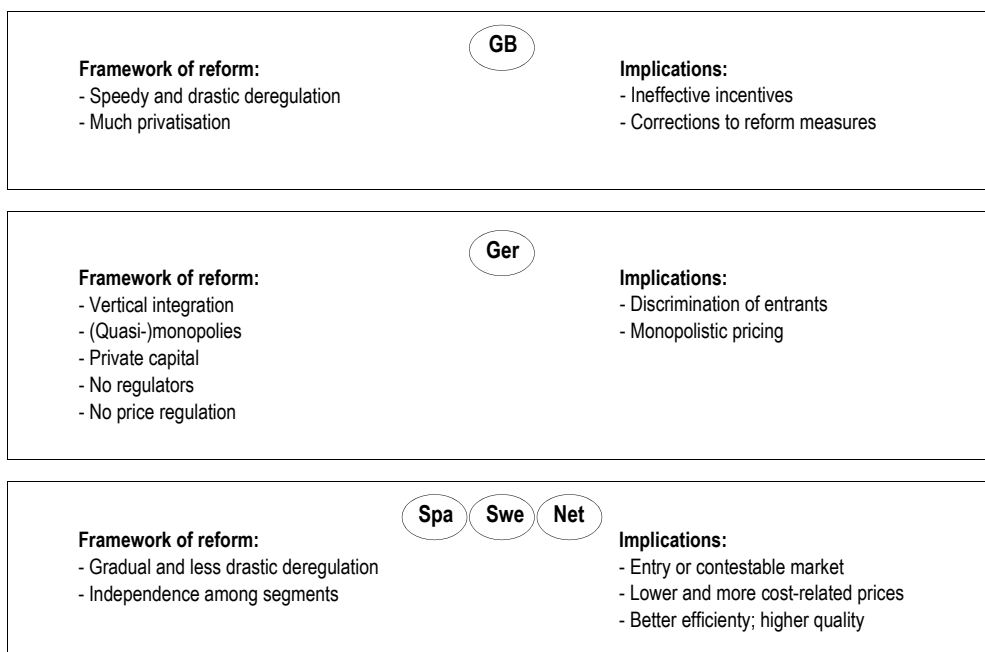 GB
Framework of reform:
- Speedy and drastic deregulation
- Much privatisation
Implications:
- Ineffective incentives
- Corrections to reform measures
Ger
Framework of reform:
- Vertical integration
- (Quasi-)monopolies
- Private capital
- No regulators
- No price regulation
Implications:
- Discrimination of entrants
- Monopolistic pricing
Spa Swe Net
Framework of reform:
- Gradual and less drastic deregulation
- Independence among segments
Implications:
- Entry or contestable market
- Lower and more cost-related prices
- Better efficienty; higher quality